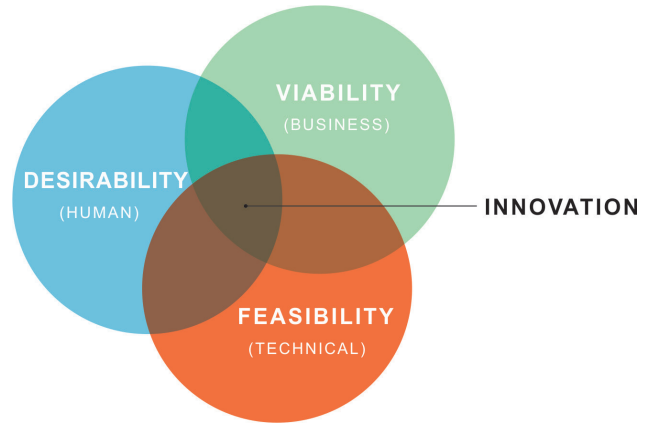 VIABILITY
(BUSINESS)
DESIRABILITY
(HUMAN)
INNOVATION
FEASIBILITY
(TECHNICAL)